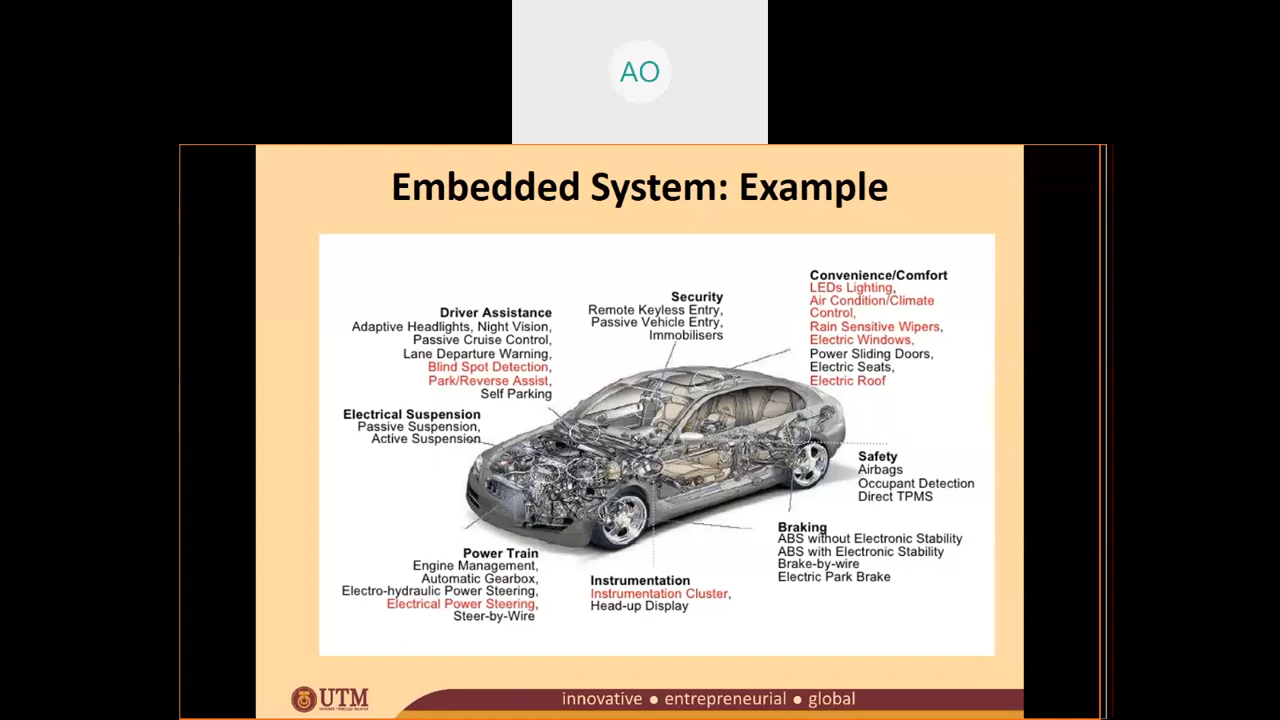 AO
Embedded System: Example
Convenience/Comfort
LEDs Lighting,
Air Condition/Climate
Control,
Rain Sensitive Wipers,
Electric Windows,
Power Sliding Doors,
Electric Seats,
Electric Roof
Security
Remote Keyless Entry,
Passive Vehicle Entry,
Immobilisers
Driver Assistance
Adaptive Headlights, Night Vision,
Passive Cruise Control,
Lane Departure Warning,
Blind Spot Detection,
Park/Reverse Assist,
Self Parking
Electrical Suspension
Passive Suspension,
Active Suspension
Safety
Airbags
Occupant Detection
Direct TPMS
Braking
ABS without Electronic Stability
ABS with Electronic Stability
Brake-by-wire
Electric Park Brake
Power Train
Engine Management,
Automatic Gearbox,
Electro-hydraulic Power Steering,
Electrical Power Steering,
Steer-by-Wire
Instrumentation
Instrumentation Cluster,
Head-up Display
UTM
innovative ● entrepreneurial ● global